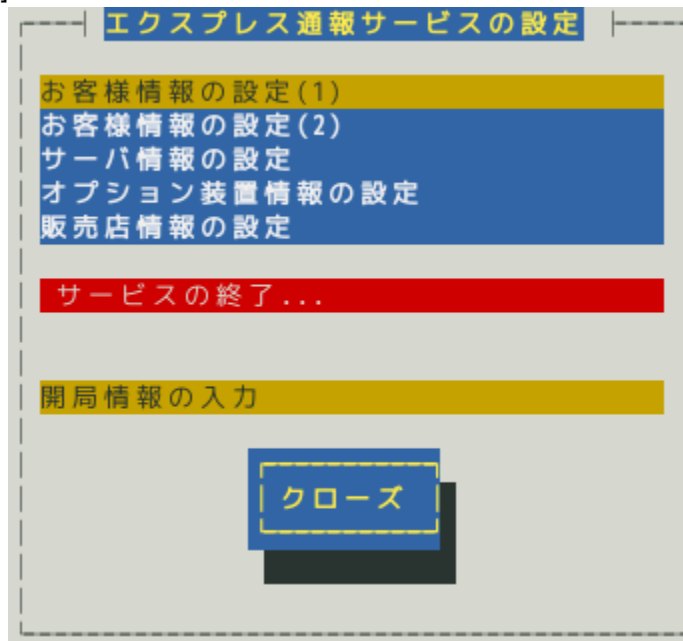 エクスプレス通報サービスの設定
お客様情報の設定(1)
お客様情報の設定(2)
サーバ情報の設定
オプション装置情報の設定
販売店情報の設定
サービスの終了...
開局情報の入力
クローズ